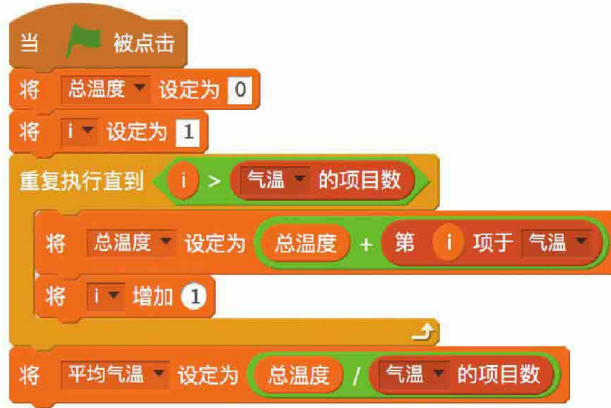 当 被点击
将 总温度 设定为 0
将 i 设定为 1
重复执行直到 i > 气温 的项目数
将 总温度 设定为 总温度 + 第 i 项于 气温
将 i 增加 1
将 平均气温 设定为 总温度 / 气温 的项目数